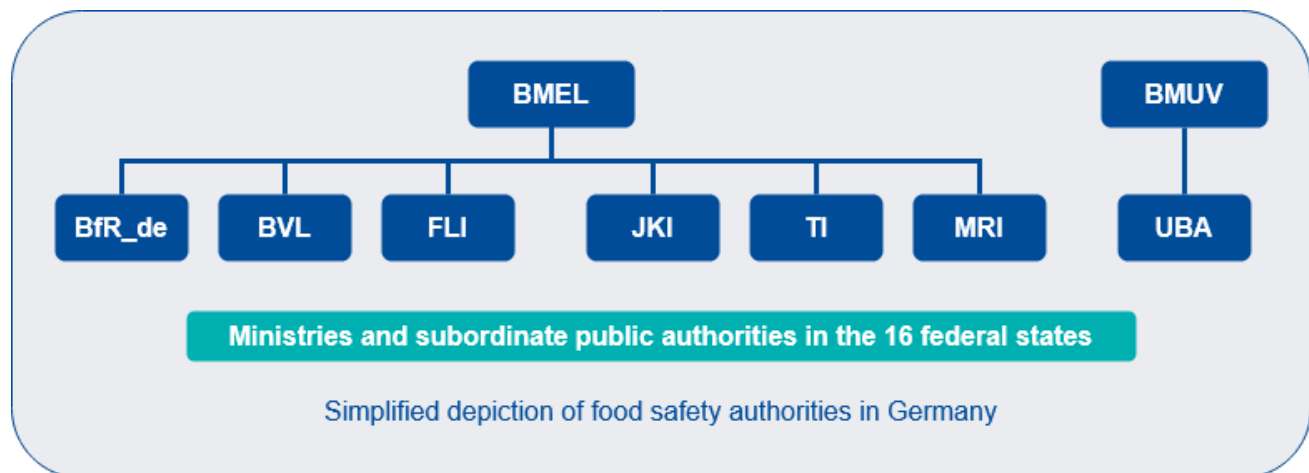 BMEL
BMUV
BfR_de
BVL
FLI
JKI
TI
MRI
UBA
Ministries and subordinate public authorities in the 16 federal states
Simplified depiction of food safety authorities in Germany